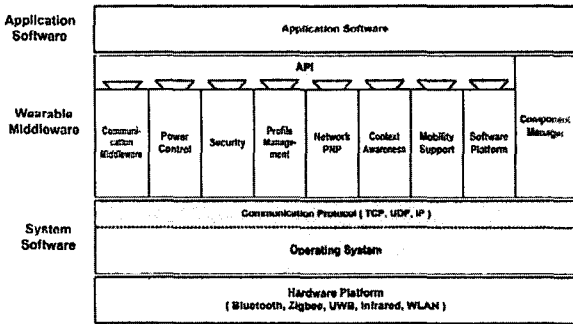 Application
Software
Application Software
API
Wearable
Middleware
Communi-
cation
Middleware
Power
Control
Security
Profile
Manage-
ment
Network
PNP
Context
Awareness
Mobility
Support
Software
Platform
Component
Manager
System
Software
Communication Protocol ( TCP, UDP, IP )
Operating System
Hardware Platform
( Bluetooth, Zigbee, UWB, Infrared, WLAN )